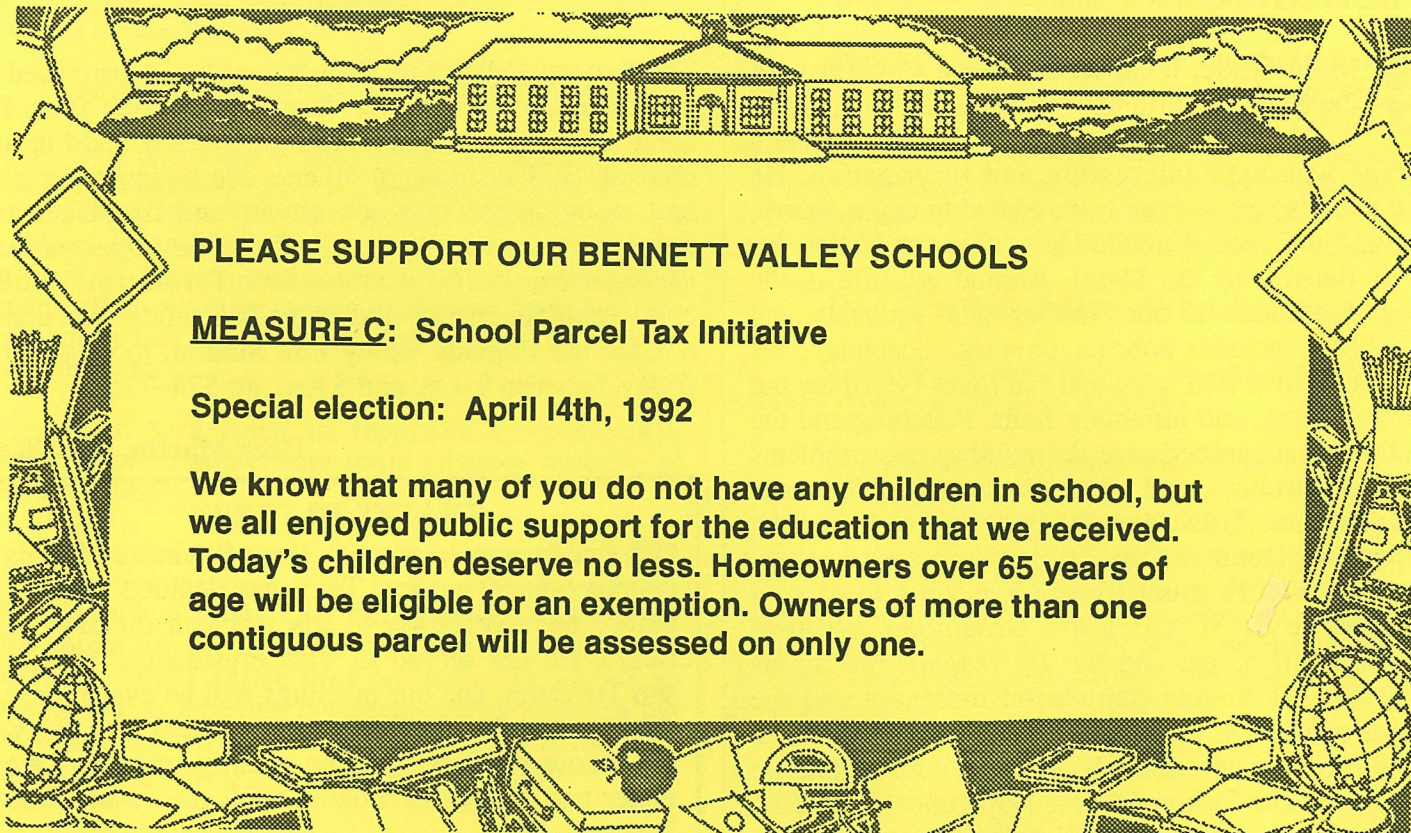 PLEASE SUPPORT OUR BENNETT VALLEY SCHOOLS
MEASURE C: School Parcel Tax Initiative
Special election: April l4th, 1992
We know that many of you do not have any children in school, but
we all enjoyed public support for the education that we received.
Today's children deserve no less. Homeowners over 65 years of
age will be eligible for an exemption. Owners of more than one
contiguous parcel will be assessed on only one.